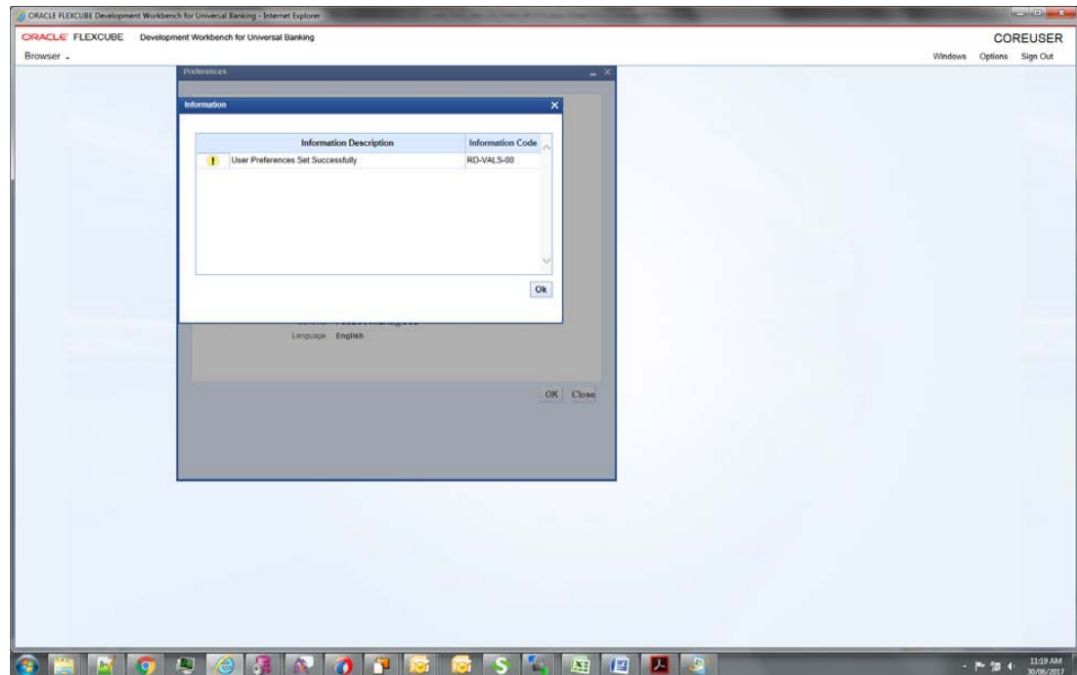 ORACLE FLEXCUBE Development Workbench for Universal Banking - Internet Explorer
ORACLE FLEXCUBE Development Workbench for Universal Banking
COREUSER
Browser
Windows Options Sign Out
Preferences
Information
Information Description Information Code
User Preferences Set Successfully RD-VALS-00
Ok
Language English
OK Close
11:19 AM
30/06/2017